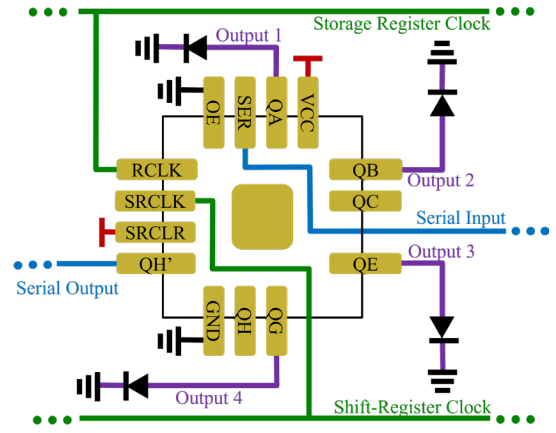 Storage Register Clock
Output 1
OE
SER
QA
VCC
RCLK
QB
Output 2
SRCLK
QC
Serial Input
SRCLR
Output 3
QH'
QE
Serial Output
GND
QH
QG
Output 4
Shift-Register Clock